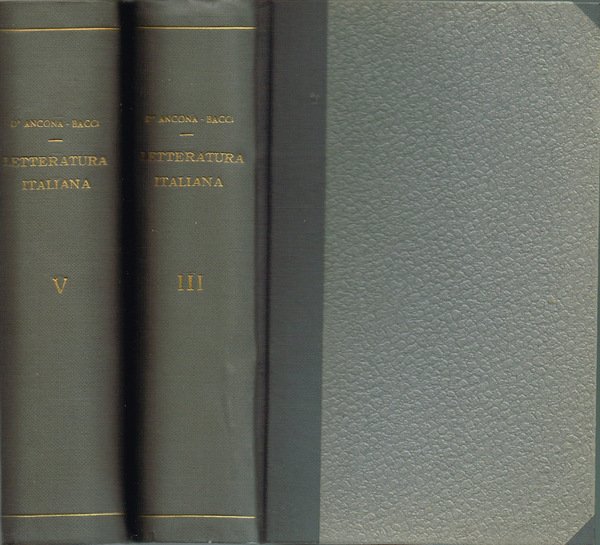 D'ANCONA-BACCI
LETTERATURA
ITALIANA
V
D'ANCONA-BACCI
LETTERATURA
ITALIANA
III